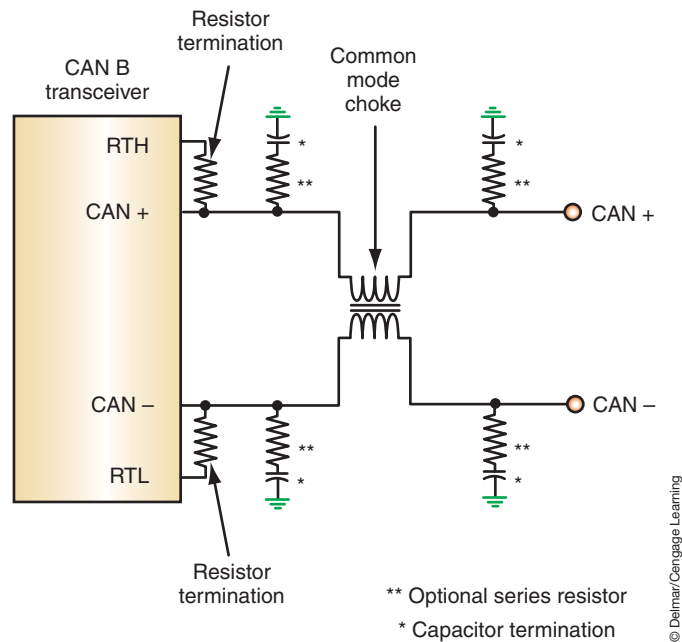 Resistor
termination
CAN B
transceiver
Common
mode
choke
RTH
*
**
*
**
CAN +
CAN +
CAN –
CAN –
**
*
**
*
RTL
Resistor
termination
** Optional series resistor
* Capacitor termination
© Delmar/Cengage Learning